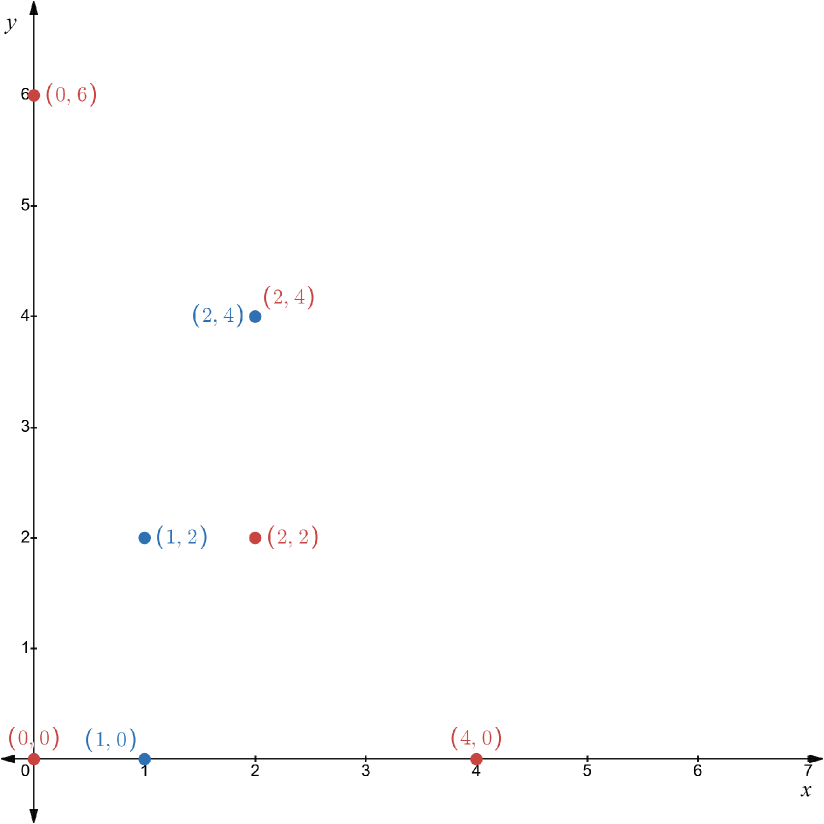 y
6 (0, 6)
5
(2, 4)
4 (2, 4)
3
2 (1, 2) (2, 2)
1
(0, 0) (1, 0) (4, 0)
0 1 2 3 4 5 6 7
x